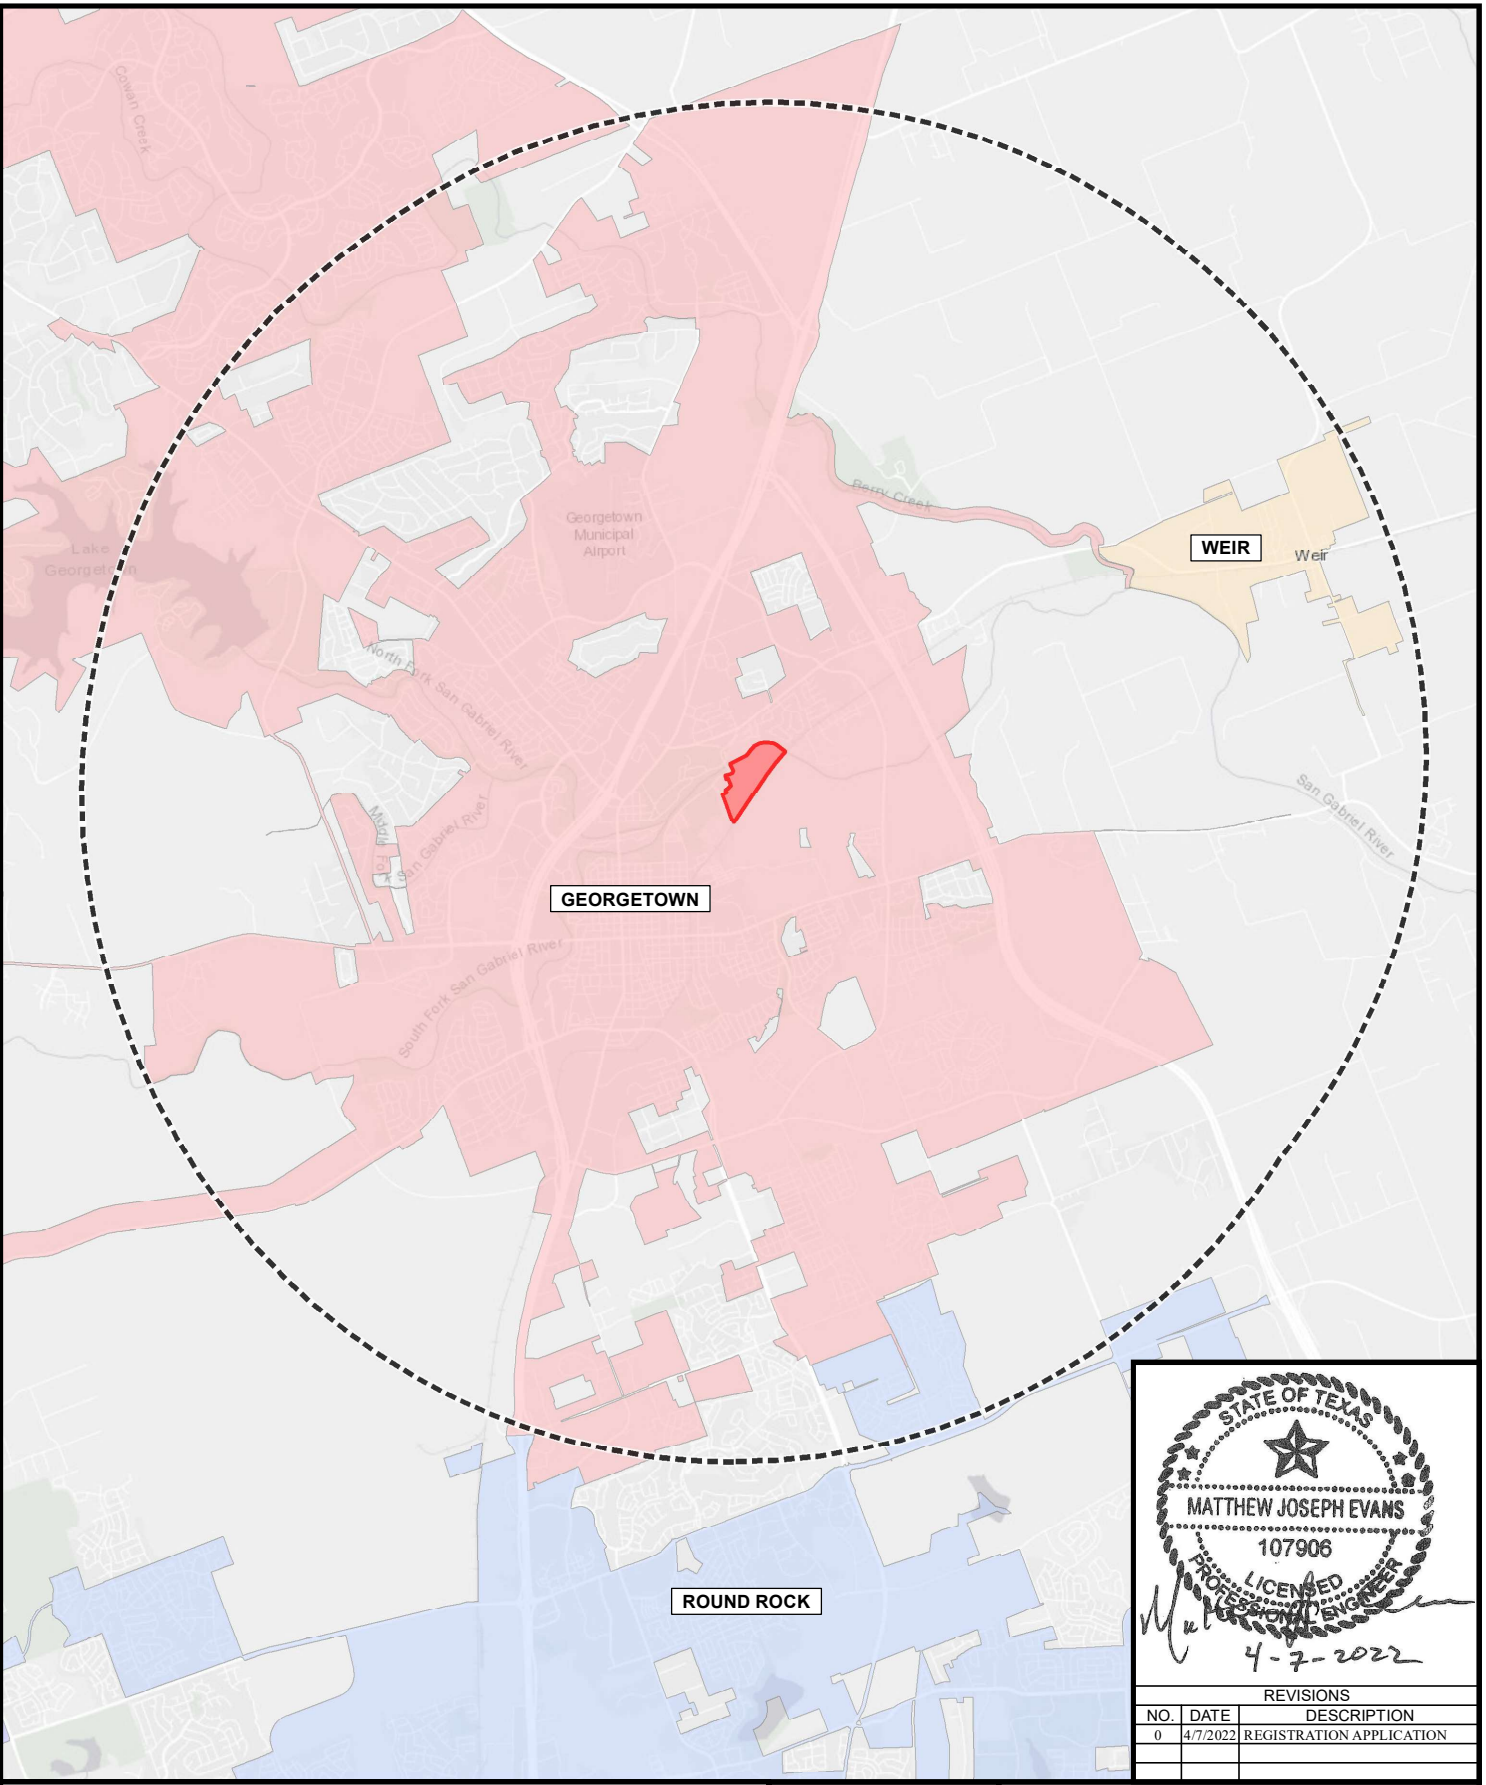 Cowan Creek
Berry Creek
Georgetown
Municipal
Airport
WEIR
Weir
Lake
Georgetown
North Fork San Gabriel River
San Gabriel River
Middle Fork San Gabriel River
GEORGETOWN
South Fork San Gabriel River
ROUND ROCK
STATE OF TEXAS
MATTHEW JOSEPH EVANS
107906
LICENSED
PROFESSIONAL ENGINEER
4-7-2022
REVISIONS
NO. DATE DESCRIPTION
0 4/7/2022 REGISTRATION APPLICATION